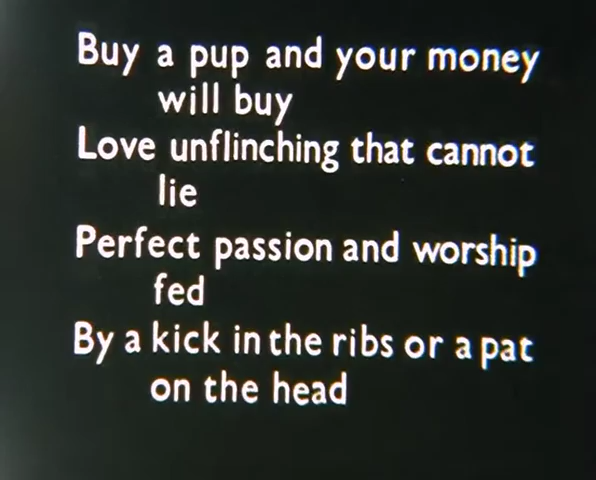 Buy a pup and your money
will buy
Love unflinching that cannot
lie
Perfect passion and worship
fed
By a kick in the ribs or a pat
on the head